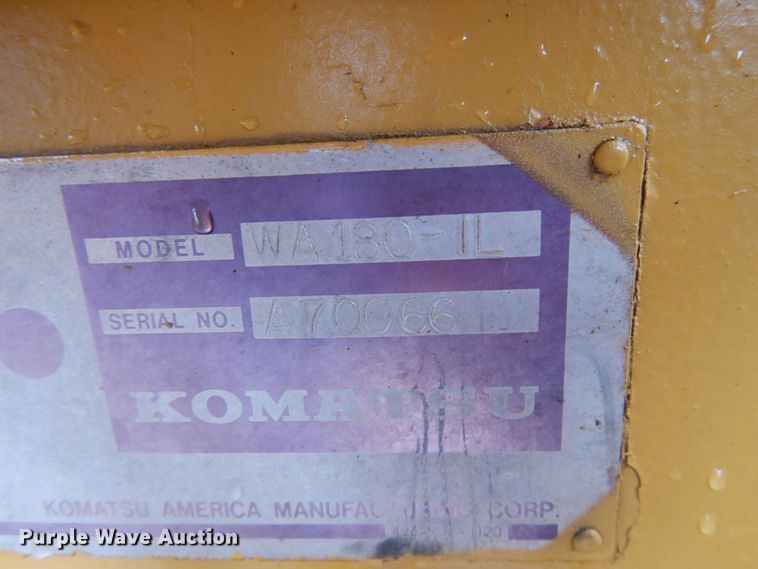 MODEL WA180-1L
SERIAL NO. A70066
KOMATSU
KOMATSU AMERICA MANUFACTURING CORP.
Purple Wave Auction